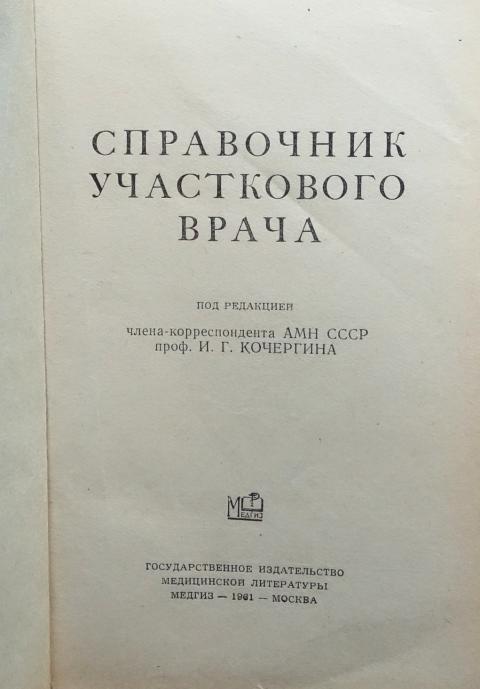 СПРАВОЧНИК
УЧАСТКОВОГО
ВРАЧА
ПОД РЕДАКЦИЕЙ
члена-корреспондента АМН СССР
проф. И. Г. КОЧЕРГИНА
МЕДГИЗ
ГОСУДАРСТВЕННОЕ ИЗДАТЕЛЬСТВО
МЕДИЦИНСКОЙ ЛИТЕРАТУРЫ
МЕДГИЗ — 1961 — МОСКВА